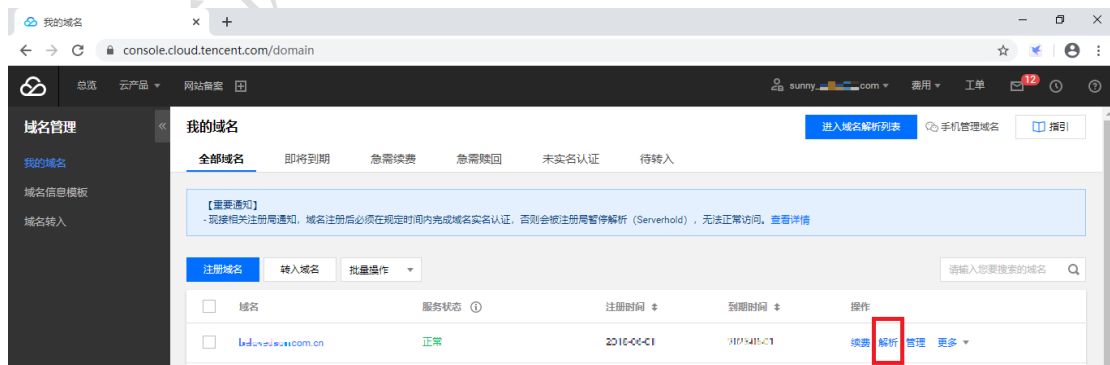 我的域名
console.cloud.tencent.com/domain
总览 云产品 网站备案 sunny_ com 费用 工单 12
域名管理 « 我的域名 进入域名解析列表 手机管理域名 指引
我的域名 全部域名 即将到期 急需续费 急需赎回 未实名认证 待转入
域名信息模板
域名转入
【重要通知】
- 现接相关注册局通知，域名注册后必须在规定时间内完成域名实名认证，否则会被注册局暂停解析（Serverhold），无法正常访问。查看详情
注册域名 转入域名 批量操作 请输入您要搜索的域名
域名 服务状态 注册时间 到期时间 操作
.com.cn 正常 续费 解析 管理 更多